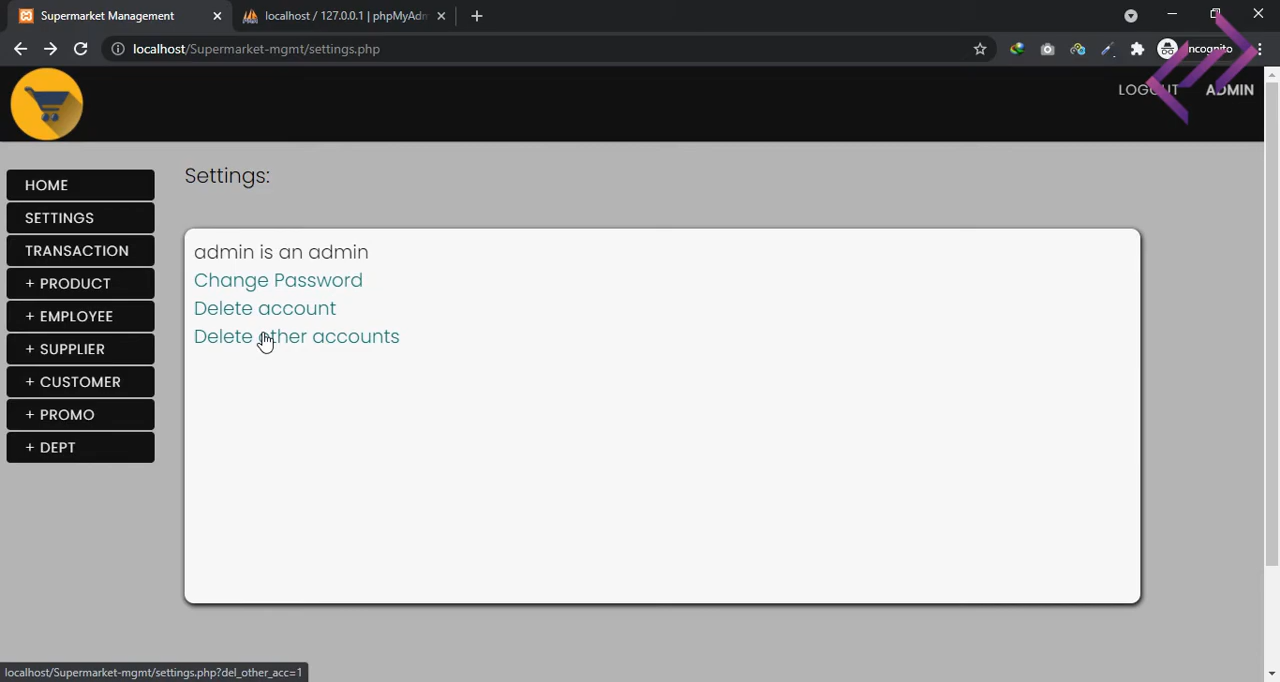 Supermarket Management
localhost / 127.0.0.1 | phpMyAdm
localhost/Supermarket-mgmt/settings.php
LOGOUT ADMIN
HOME
SETTINGS
TRANSACTION
+ PRODUCT
+ EMPLOYEE
+ SUPPLIER
+ CUSTOMER
+ PROMO
+ DEPT
Settings:
admin is an admin
Change Password
Delete account
Delete other accounts
localhost/Supermarket-mgmt/settings.php?del_other_acc=1